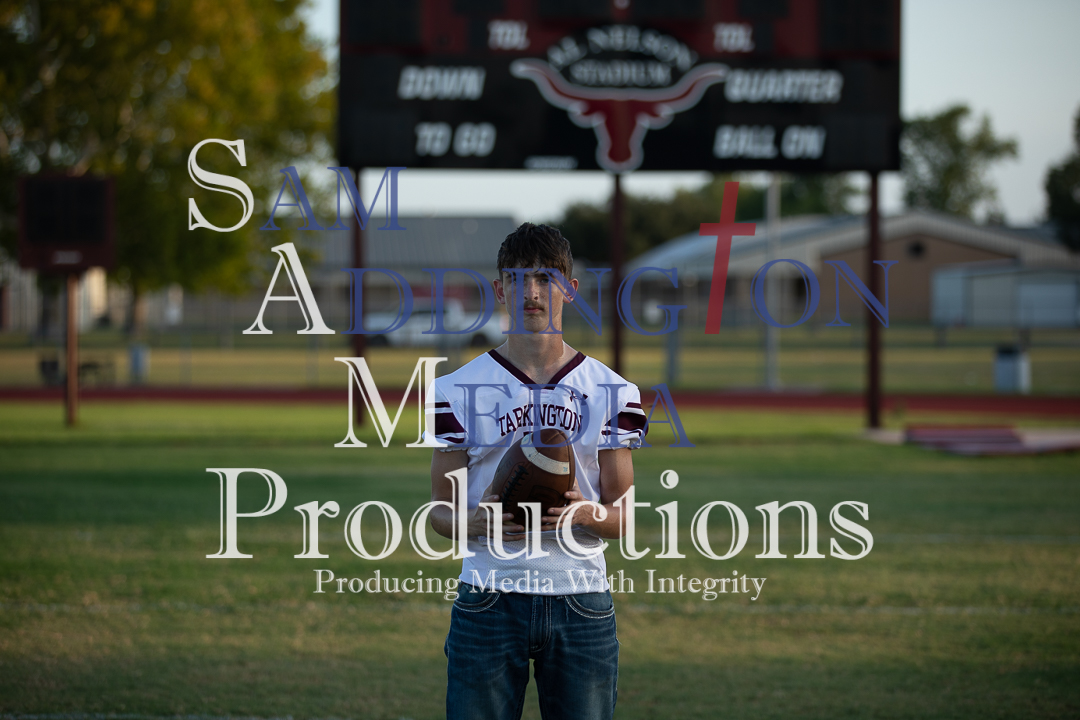 TOL TOL
J.E. NELSON
STADIUM
DOWN QUARTER
TO GO BALL ON
SAM
ADDINGTON
MEDIA
Productions
Producing Media With Integrity
TARKINGTON